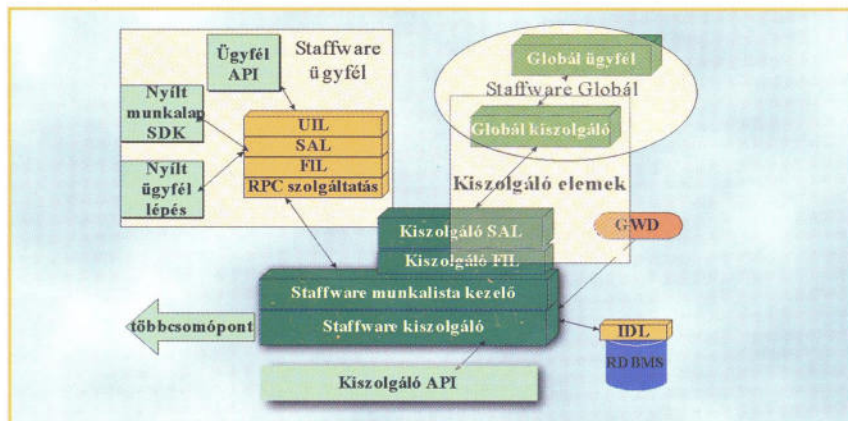 Ügyfél
API
Staffware
ügyfél
Nyílt
munkalap
SDK
Nyílt
ügyfél
lépés
UIL
SAL
FIL
RPC szolgáltatás
Globál ügyfél
Staffware Globál
Globál kiszolgáló
Kiszolgáló elemek
Kiszolgáló SAL
Kiszolgáló FIL
GWD
Staffware munkalista kezelő
Staffware kiszolgáló
többcsomópont
IDL
RDBMS
Kiszolgáló API